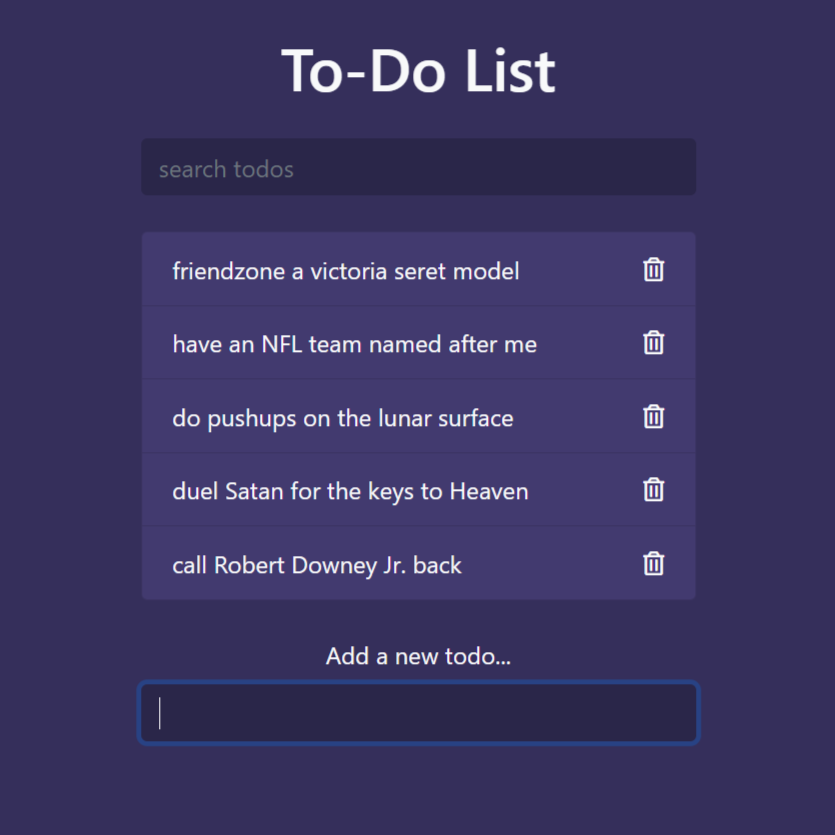 To-Do List
search todos
friendzone a victoria seret model
have an NFL team named after me
do pushups on the lunar surface
duel Satan for the keys to Heaven
call Robert Downey Jr. back
Add a new todo...